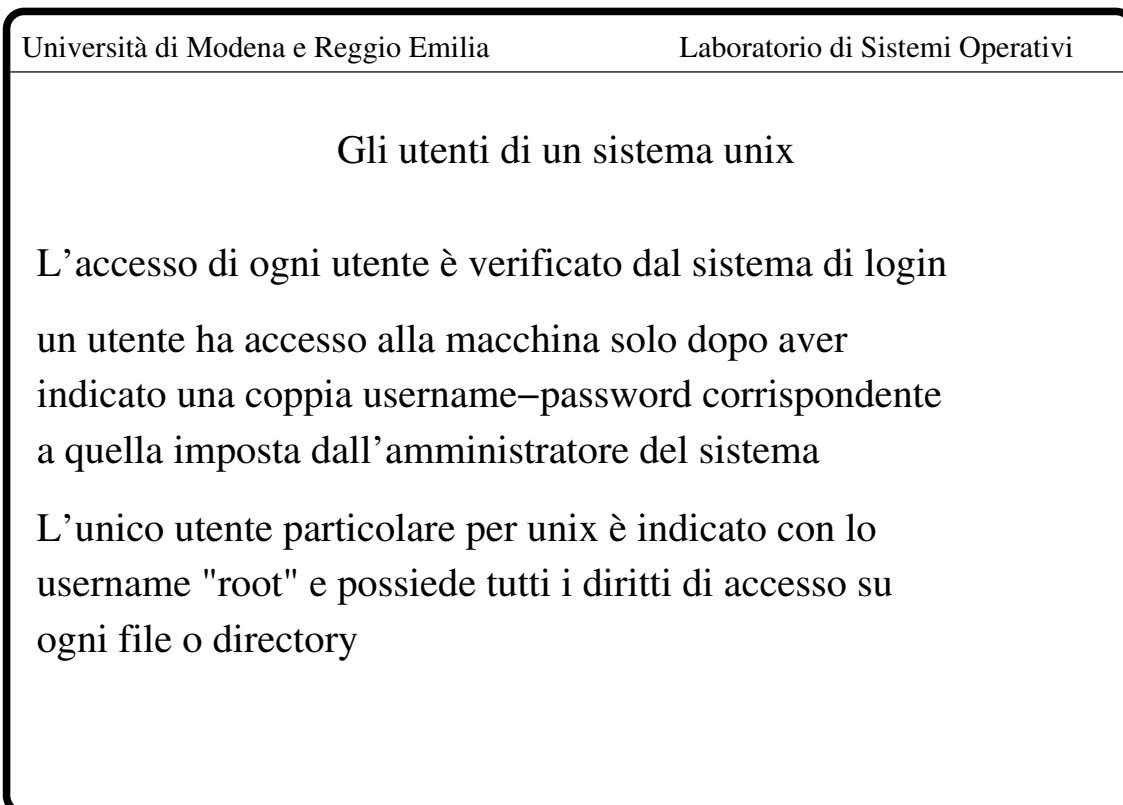 Università di Modena e Reggio Emilia
Laboratorio di Sistemi Operativi
Gli utenti di un sistema unix
L’accesso di ogni utente è verificato dal sistema di login
un utente ha accesso alla macchina solo dopo aver
indicato una coppia username−password corrispondente
a quella imposta dall’amministratore del sistema
L’unico utente particolare per unix è indicato con lo
username "root" e possiede tutti i diritti di accesso su
ogni file o directory